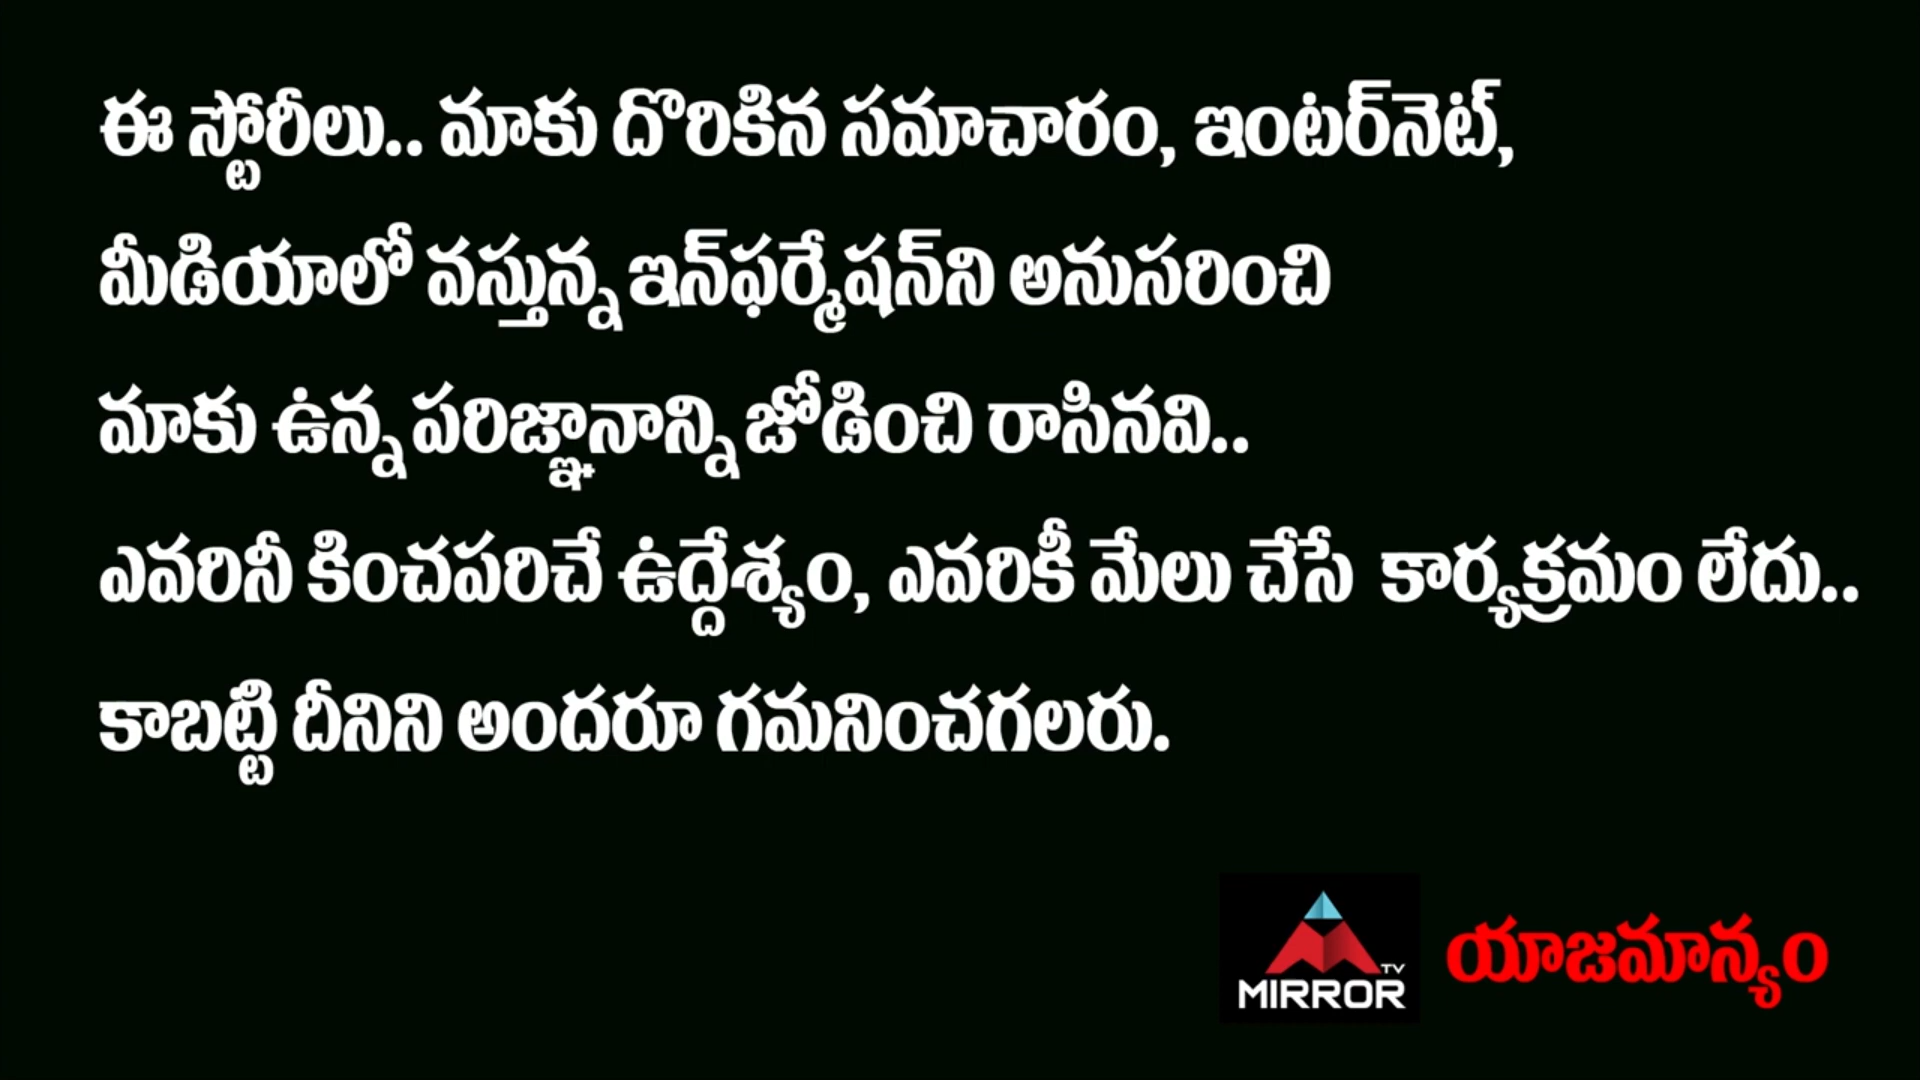 ఈ స్టోరీలు.. మాకు దొరికిన సమాచారం, ఇంటర్‌నెట్,
మీడియాలో వస్తున్న ఇన్‌ఫర్మేషన్‌ని అనుసరించి
మాకు ఉన్న పరిజ్ఞానాన్ని జోడించి రాసినవి..
ఎవరినీ కించపరిచే ఉద్దేశ్యం, ఎవరికీ మేలు చేసే కార్యక్రమం లేదు..
కాబట్టి దీనిని అందరూ గమనించగలరు.
TV
MIRROR
యాజమాన్యం